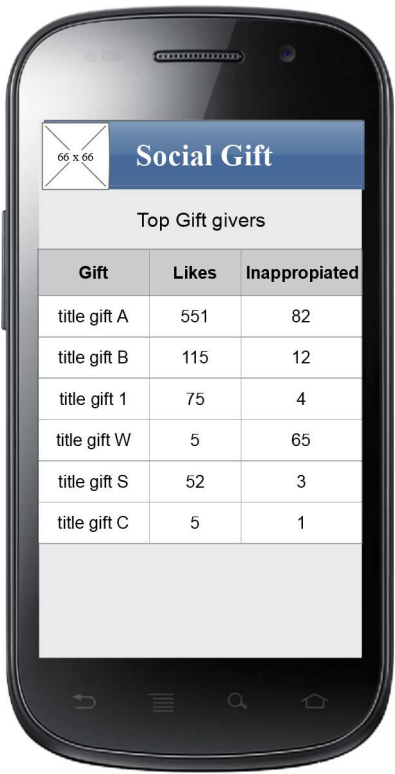 66 x 66
Social Gift
Top Gift givers
Gift Likes Inappropiated
title gift A 551 82
title gift B 115 12
title gift 1 75 4
title gift W 5 65
title gift S 52 3
title gift C 5 1